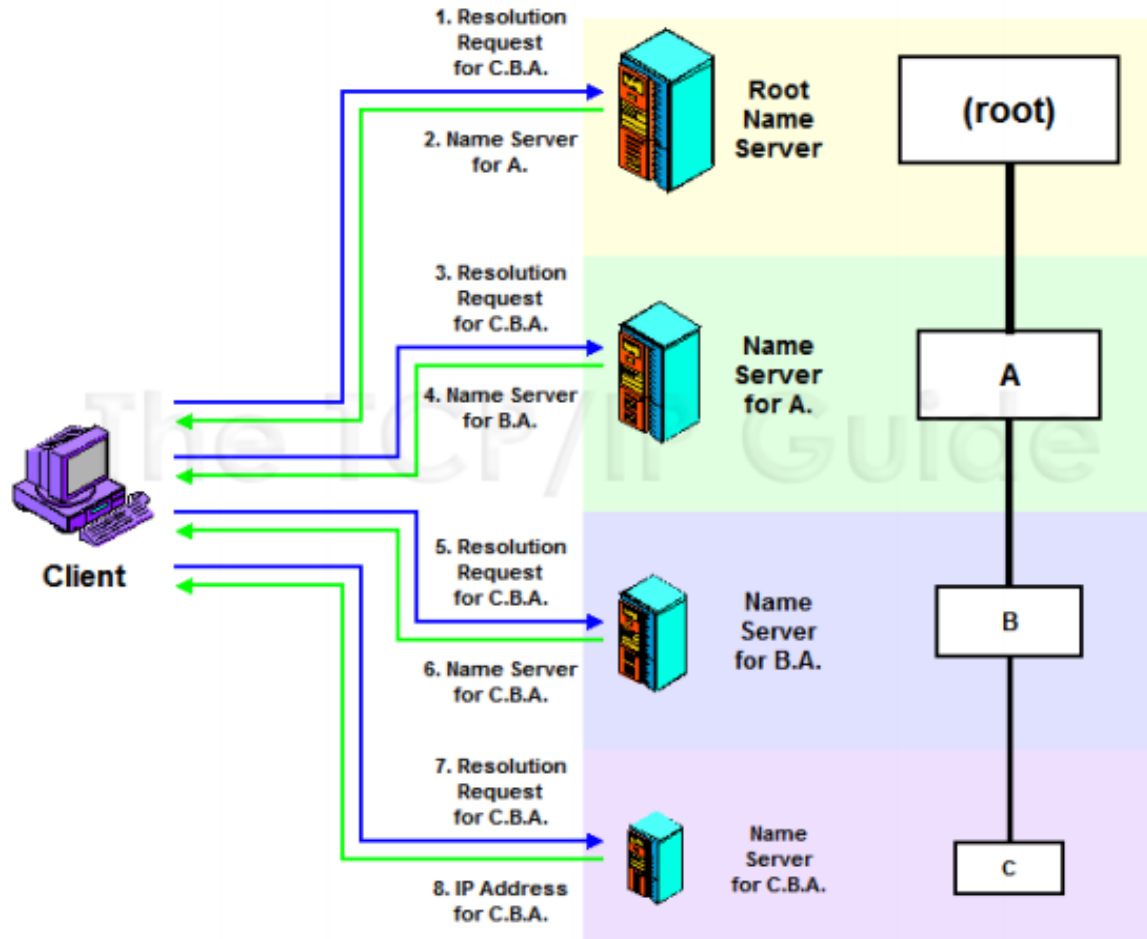 1. Resolution
Request
for C.B.A.
2. Name Server
for A.
Root
Name
Server
(root)
3. Resolution
Request
for C.B.A.
4. Name Server
for B.A.
Name
Server
for A.
A
The TCP/IP Guide
Client
5. Resolution
Request
for C.B.A.
6. Name Server
for C.B.A.
Name
Server
for B.A.
B
7. Resolution
Request
for C.B.A.
8. IP Address
for C.B.A.
Name
Server
for C.B.A.
C